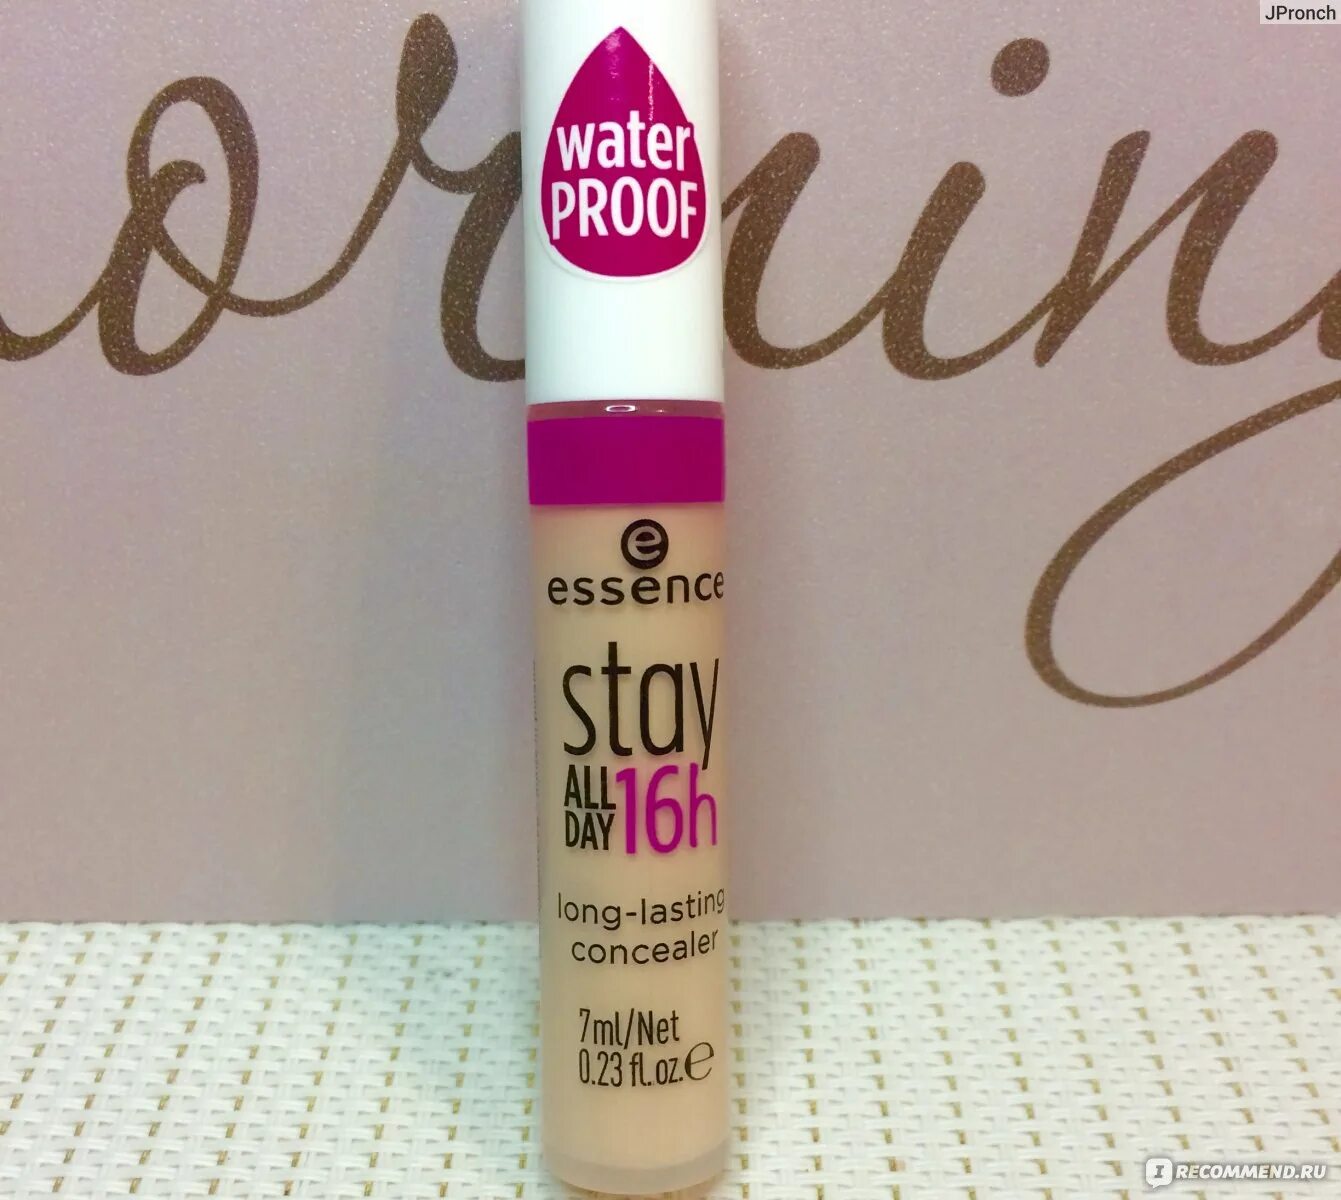 JPronch
orning
water
PROOF
e
essence
stay
ALL
DAY 16h
long-lasting
concealer
7ml/Net
0.23 fl.oz.e
I RECOMMEND.RU